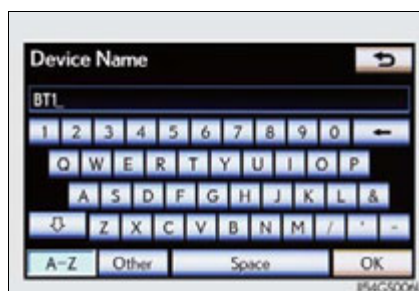 Device Name
BT1_
1 2 3 4 5 6 7 8 9 0 ←
Q W E R T Y U I O P
A S D F G H J K L &
⇩ Z X C V B N M / ' -
A-Z Other Space OK